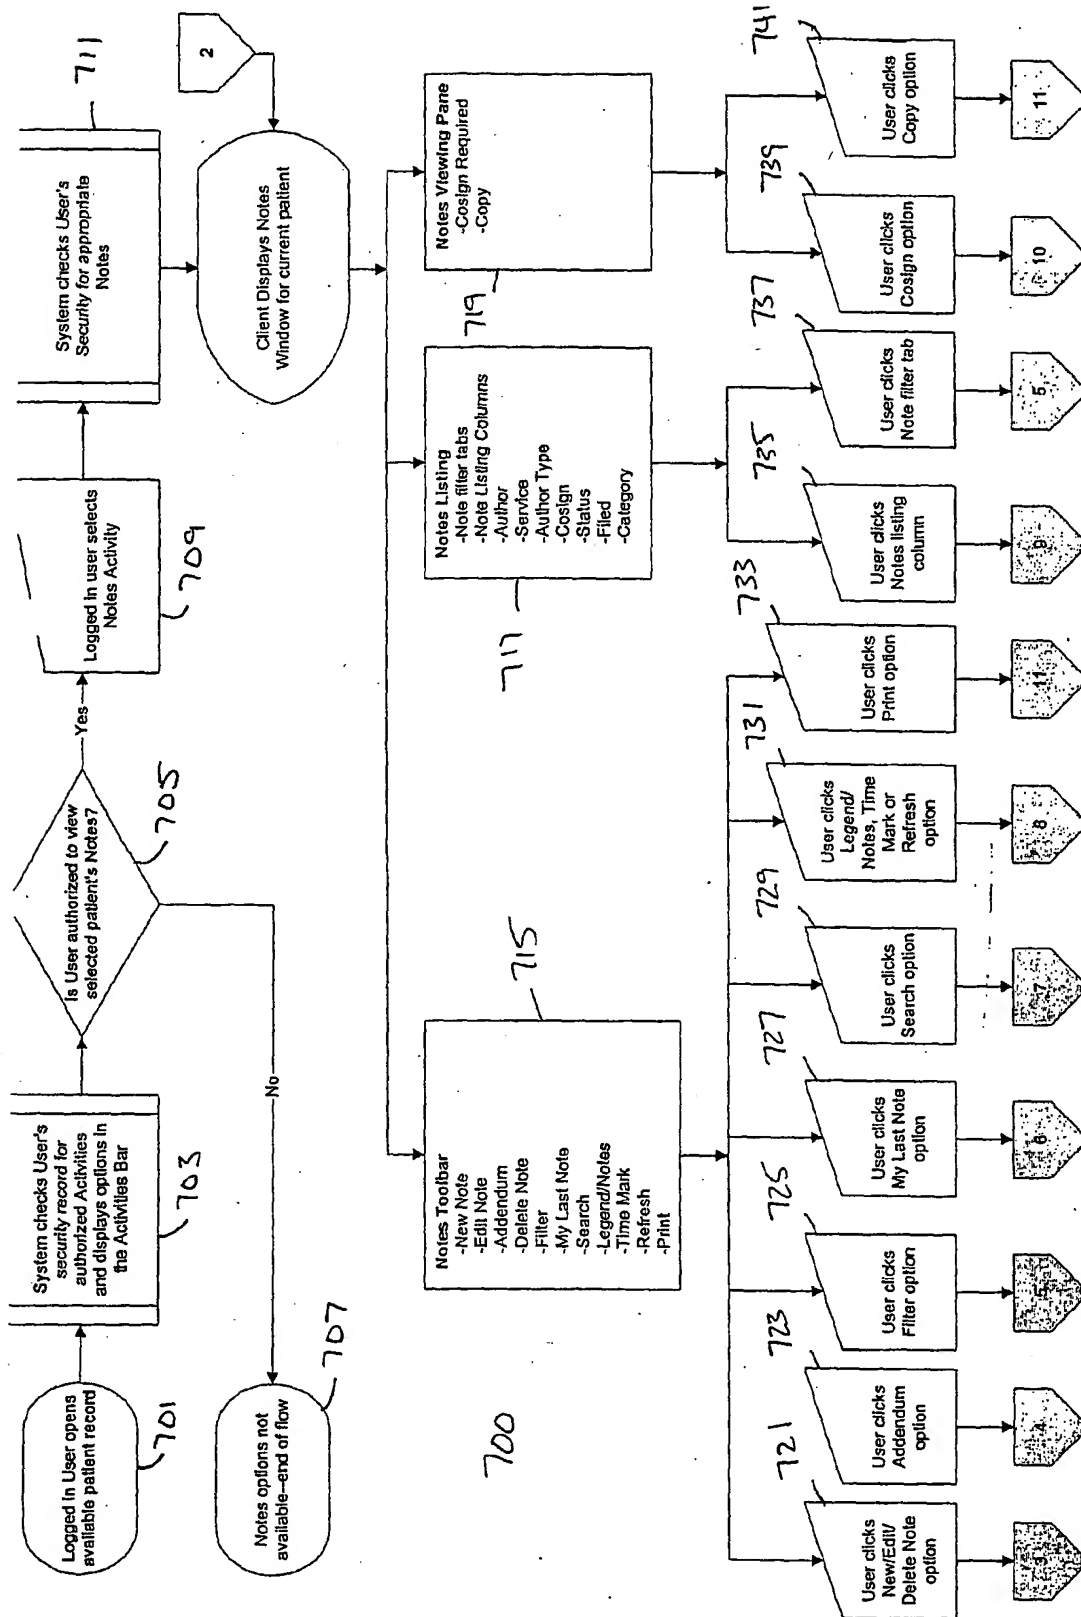 Logged in User opens
available patient record
701
System checks User's
security record for
authorized Activities
and displays options in
the Activities Bar
703
Is User authorized to view
selected patient's Notes?
705
Yes
No
Notes options not
available--end of flow
707
Logged in user selects
Notes Activity
709
System checks User's
Security for appropriate
Notes
711
2
Client Displays Notes
Window for current patient
700
Notes Toolbar
-New Note
-Edit Note
-Addendum
-Delete Note
-Filter
-My Last Note
-Search
-Legend/Notes
-Time Mark
-Refresh
-Print
715
Notes Listing
-Note filter tabs
-Note Listing Columns
-Author
-Service
-Author Type
-Cosign
-Status
-Filed
-Category
717
Notes Viewing Pane
-Cosign Required
-Copy
719
User clicks
New/Edit/
Delete Note
option
721
3
User clicks
Addendum
option
723
4
User clicks
Filter option
725
5
User clicks
My Last Note
option
727
6
User clicks
Search option
729
7
User clicks
Legend/
Notes, Time
Mark or
Refresh
option
731
8
User clicks
Print option
733
11
User clicks
Notes listing
column
735
9
User clicks
Note filter tab
737
5
User clicks
Cosign option
739
10
User clicks
Copy option
741
11